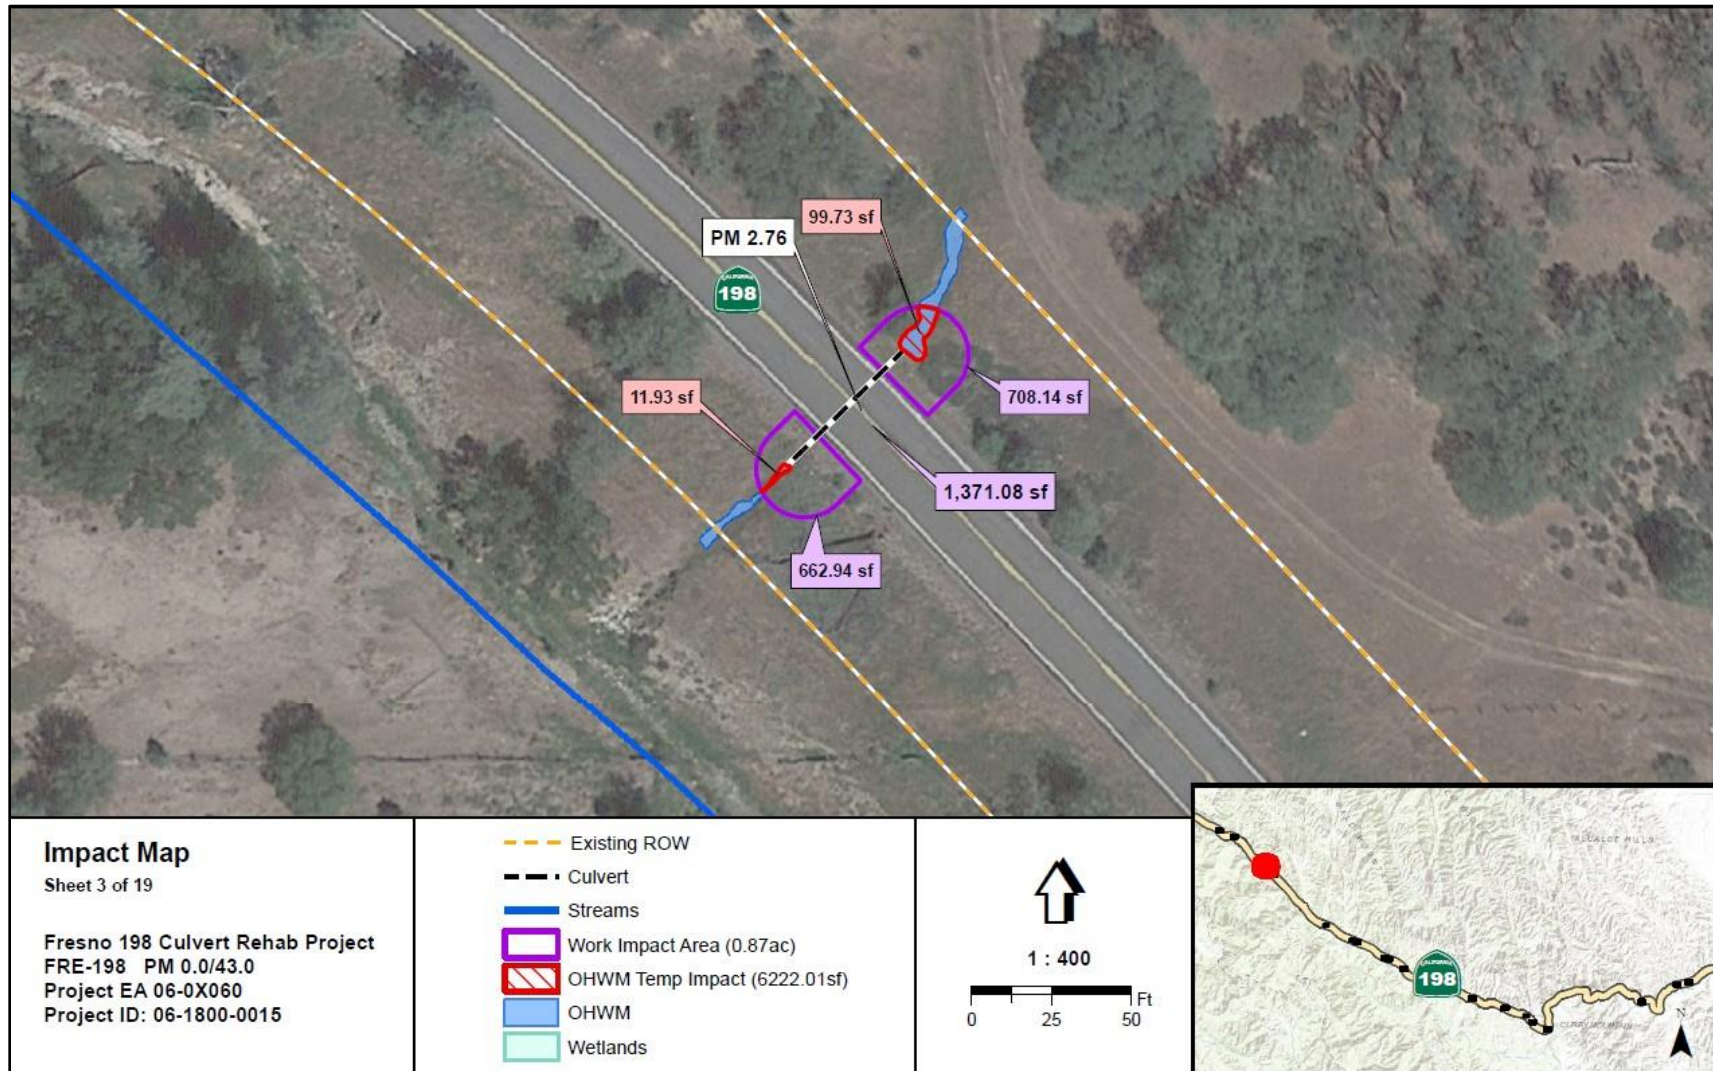 99.73 sf
PM 2.76
CALIFORNIA
198
11.93 sf
708.14 sf
1,371.08 sf
662.94 sf
Impact Map
Sheet 3 of 19
Fresno 198 Culvert Rehab Project
FRE-198 PM 0.0/43.0
Project EA 06-0X060
Project ID: 06-1800-0015
Existing ROW
Culvert
Streams
Work Impact Area (0.87ac)
OHWM Temp Impact (6222.01sf)
OHWM
Wetlands
1 : 400
0 25 50 Ft
CALIFORNIA
198
N